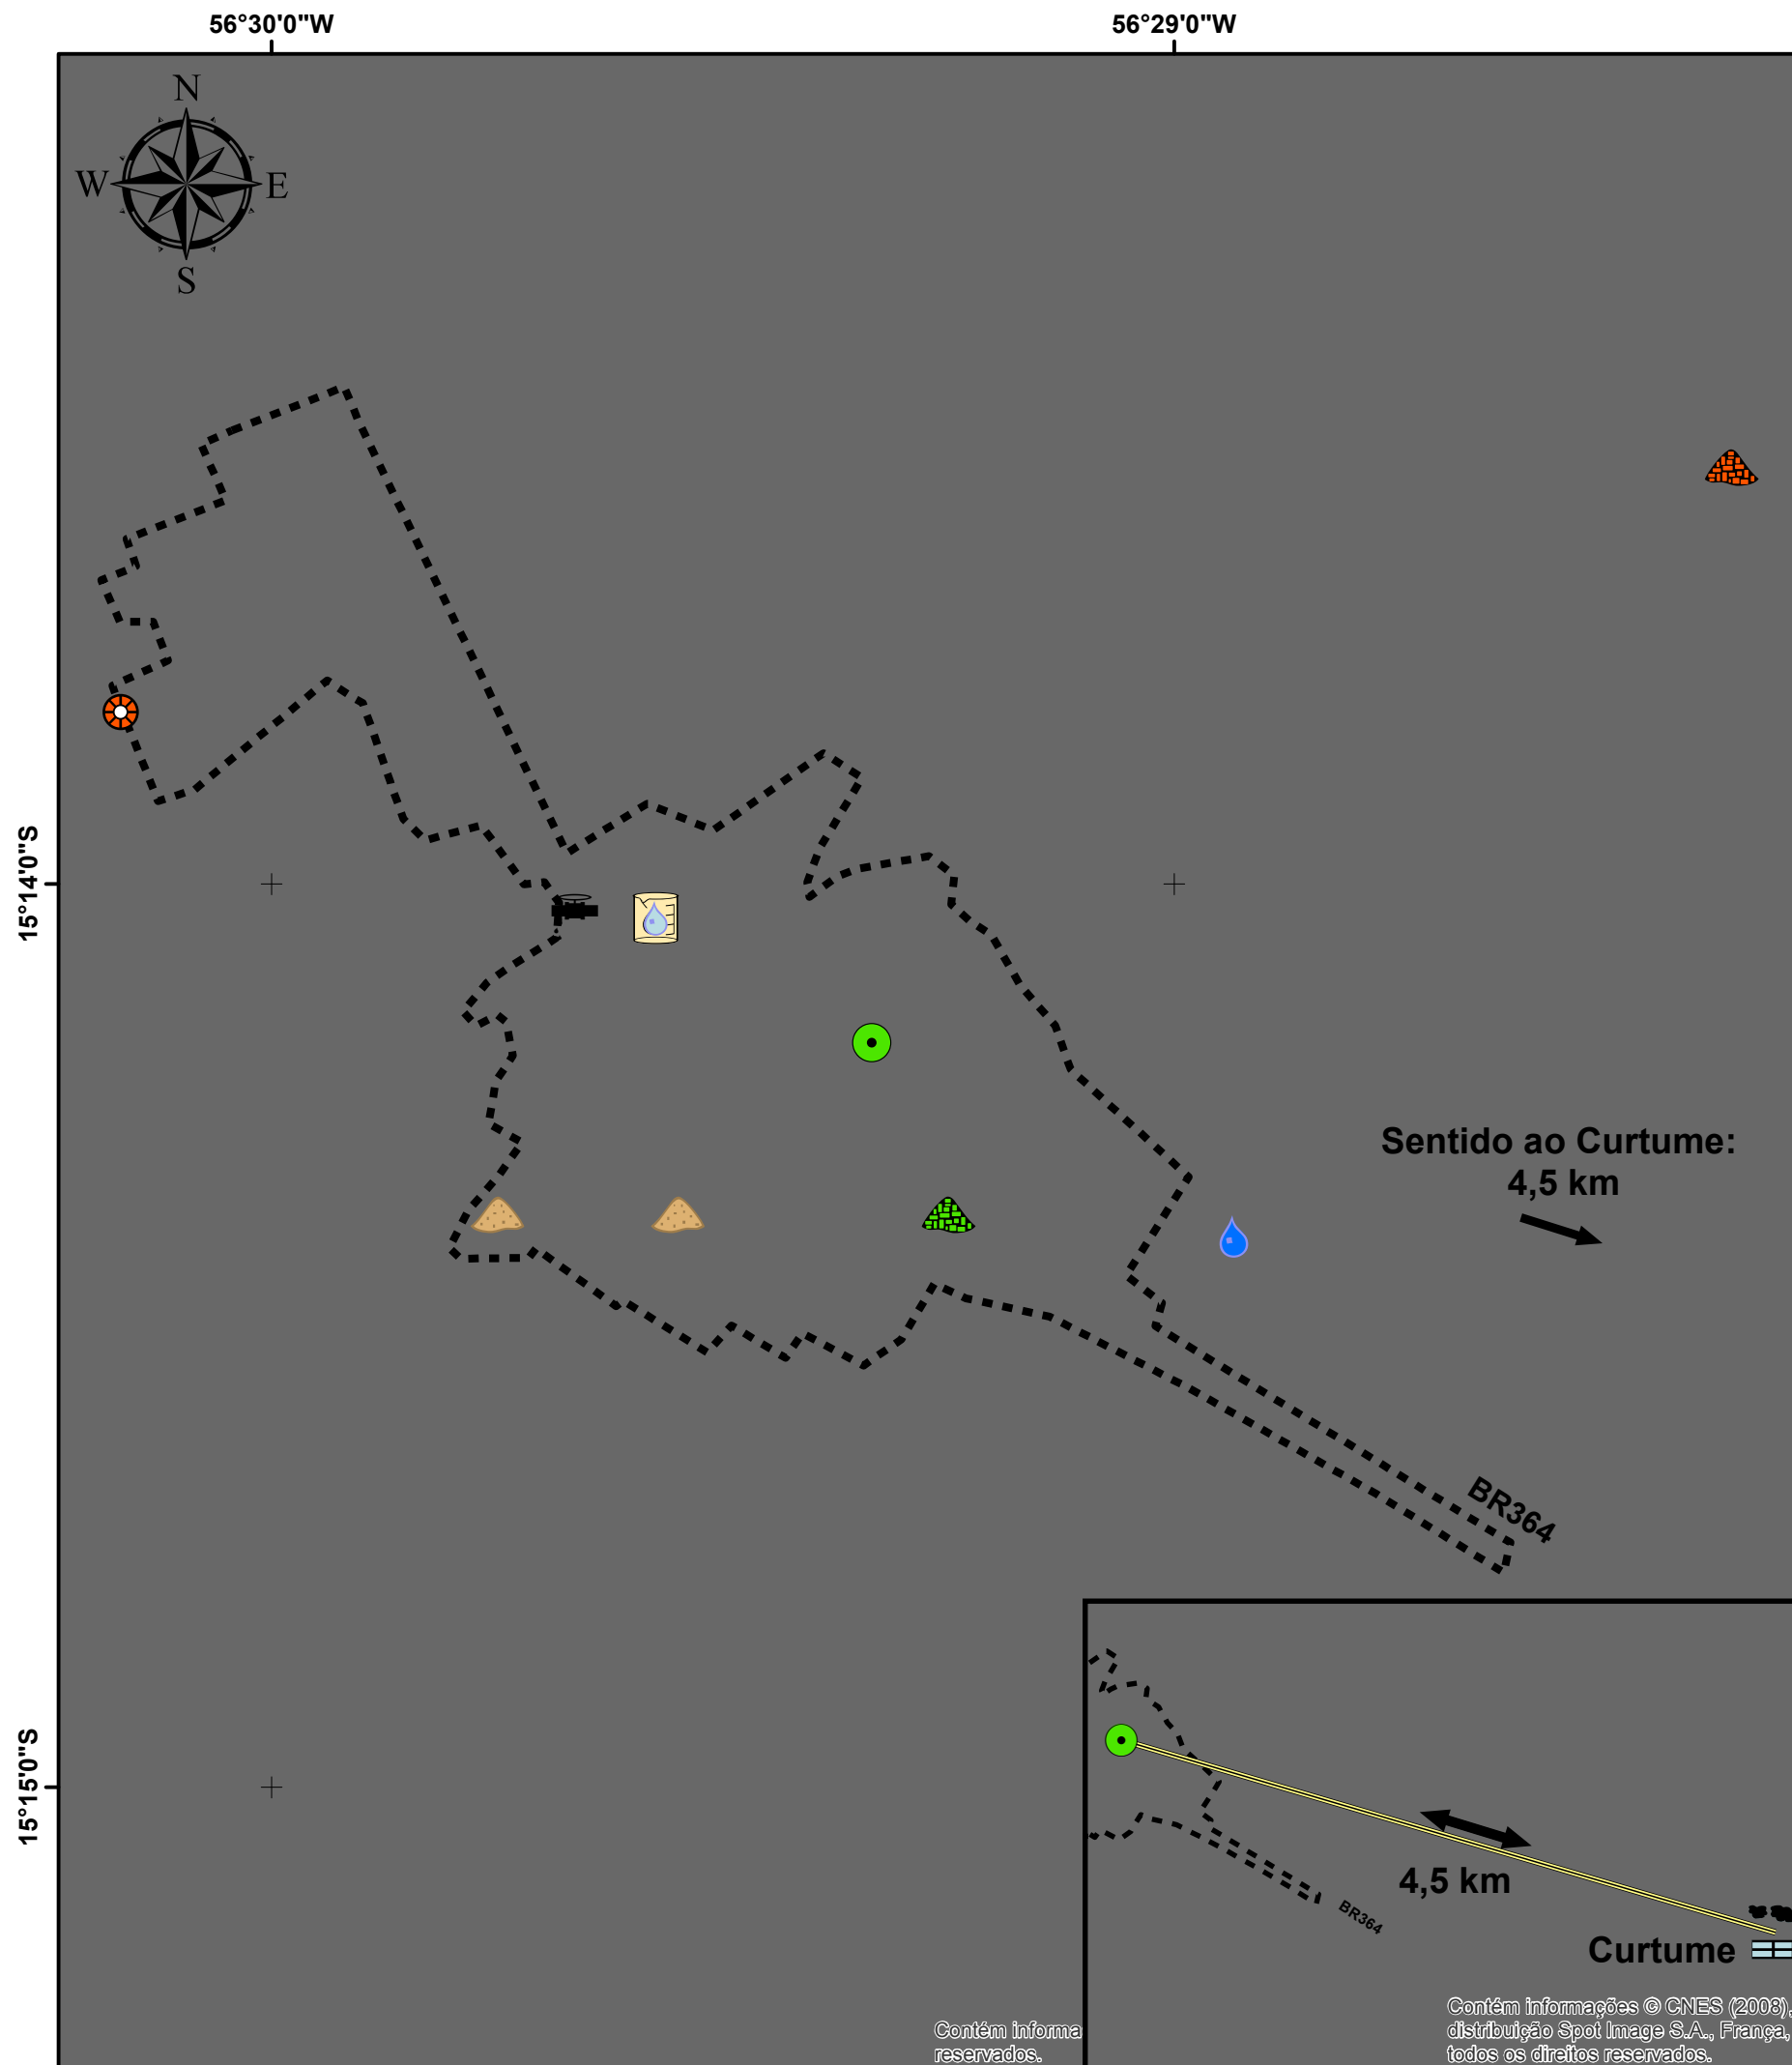 56°30'0"W
56°29'0"W
N
W
E
S
15°14'0"S
Sentido ao Curtume:
4,5 km
BR364
15°15'0"S
4,5 km
BR364
Curtume
Contém informa
reservados.
Contém informações © CNES (2008),
distribuição Spot Image S.A., França,
todos os direitos reservados.